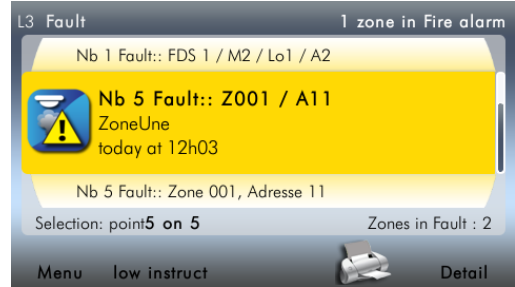 L3 Fault 1 zone in Fire alarm
Nb 1 Fault:: FDS 1 / M2 / Lo1 / A2
Nb 5 Fault:: Z001 / A11
ZoneUne
today at 12h03
Nb 5 Fault:: Zone 001, Adresse 11
Selection: point5 on 5 Zones in Fault : 2
Menu low instruct Detail